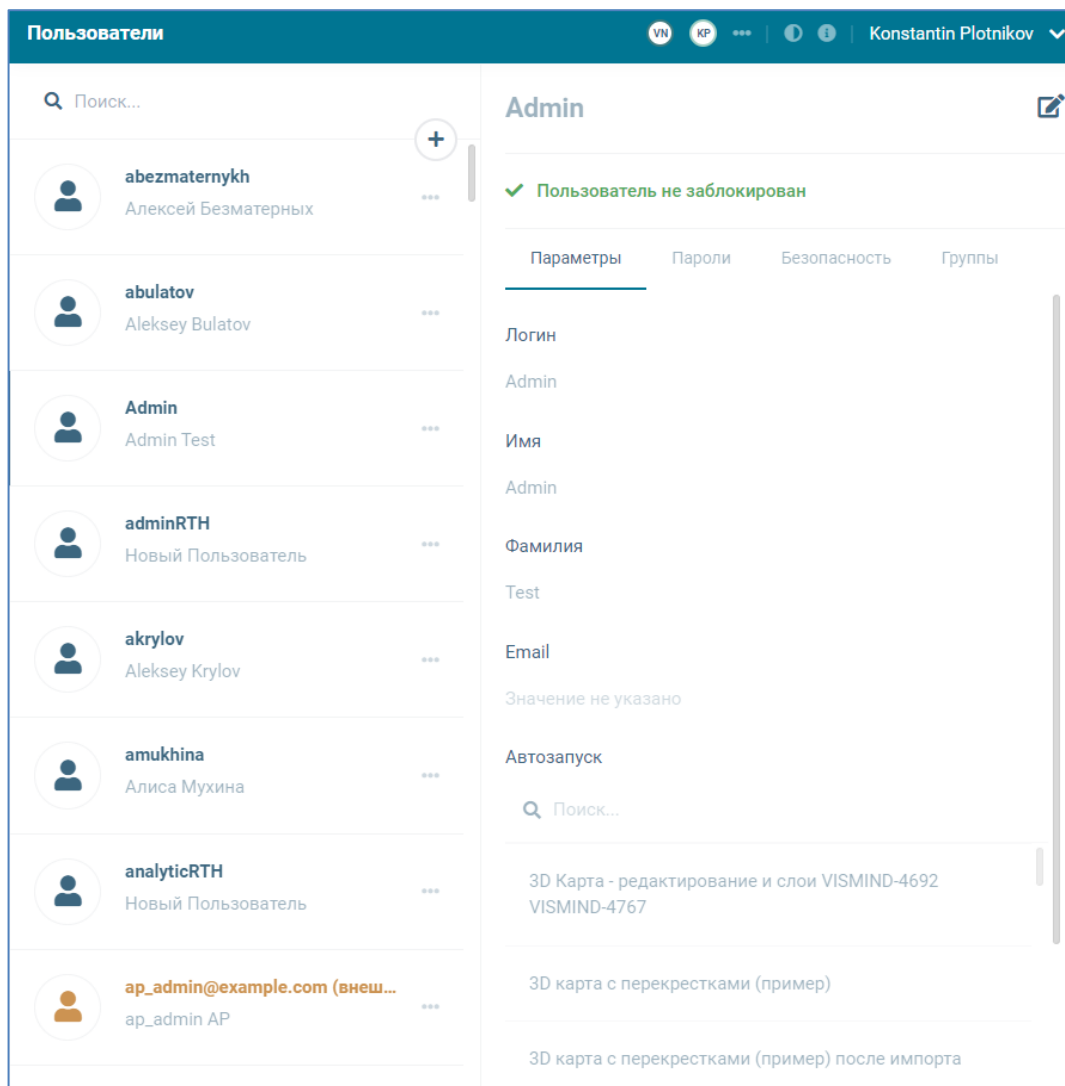 Пользователи
VN KP Konstantin Plotnikov
Поиск...
abezmaternykh
Алексей Безматерных
abulatov
Aleksey Bulatov
Admin
Admin Test
adminRTH
Новый Пользователь
akrylov
Aleksey Krylov
amukhina
Алиса Мухина
analyticRTH
Новый Пользователь
ap_admin@example.com (внеш...
ap_admin AP
Admin
Пользователь не заблокирован
Параметры Пароли Безопасность Группы
Логин
Admin
Имя
Admin
Фамилия
Test
Email
Значение не указано
Автозапуск
Поиск...
3D Карта - редактирование и слои VISMIND-4692
VISMIND-4767
3D карта с перекрестками (пример)
3D карта с перекрестками (пример) после импорта